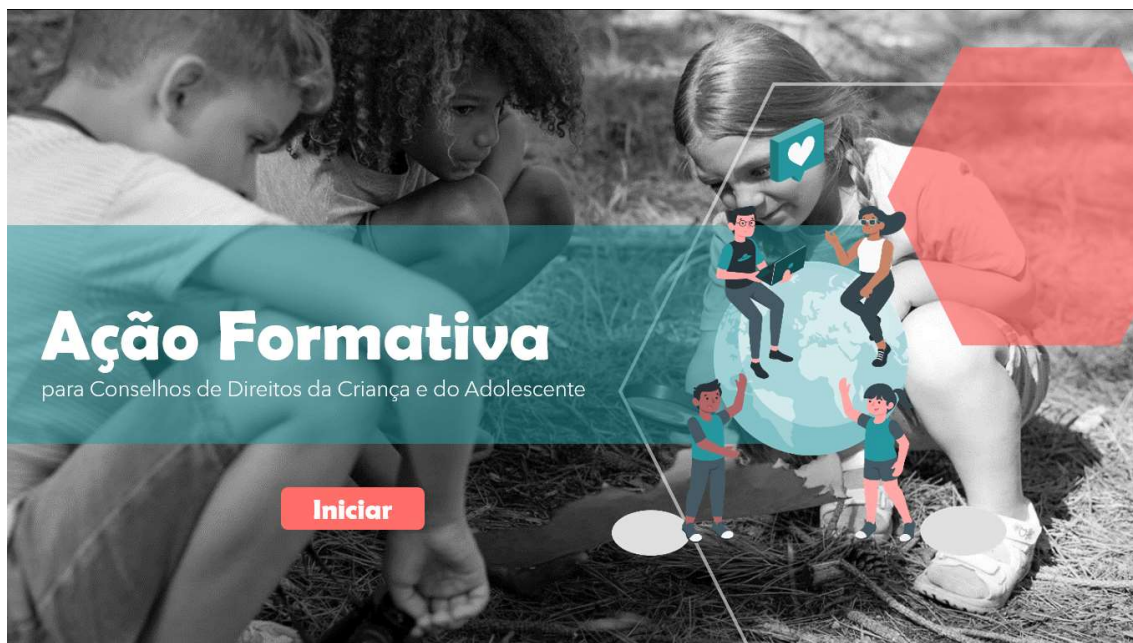 Ação Formativa
para Conselhos de Direitos da Criança e do Adolescente
Iniciar